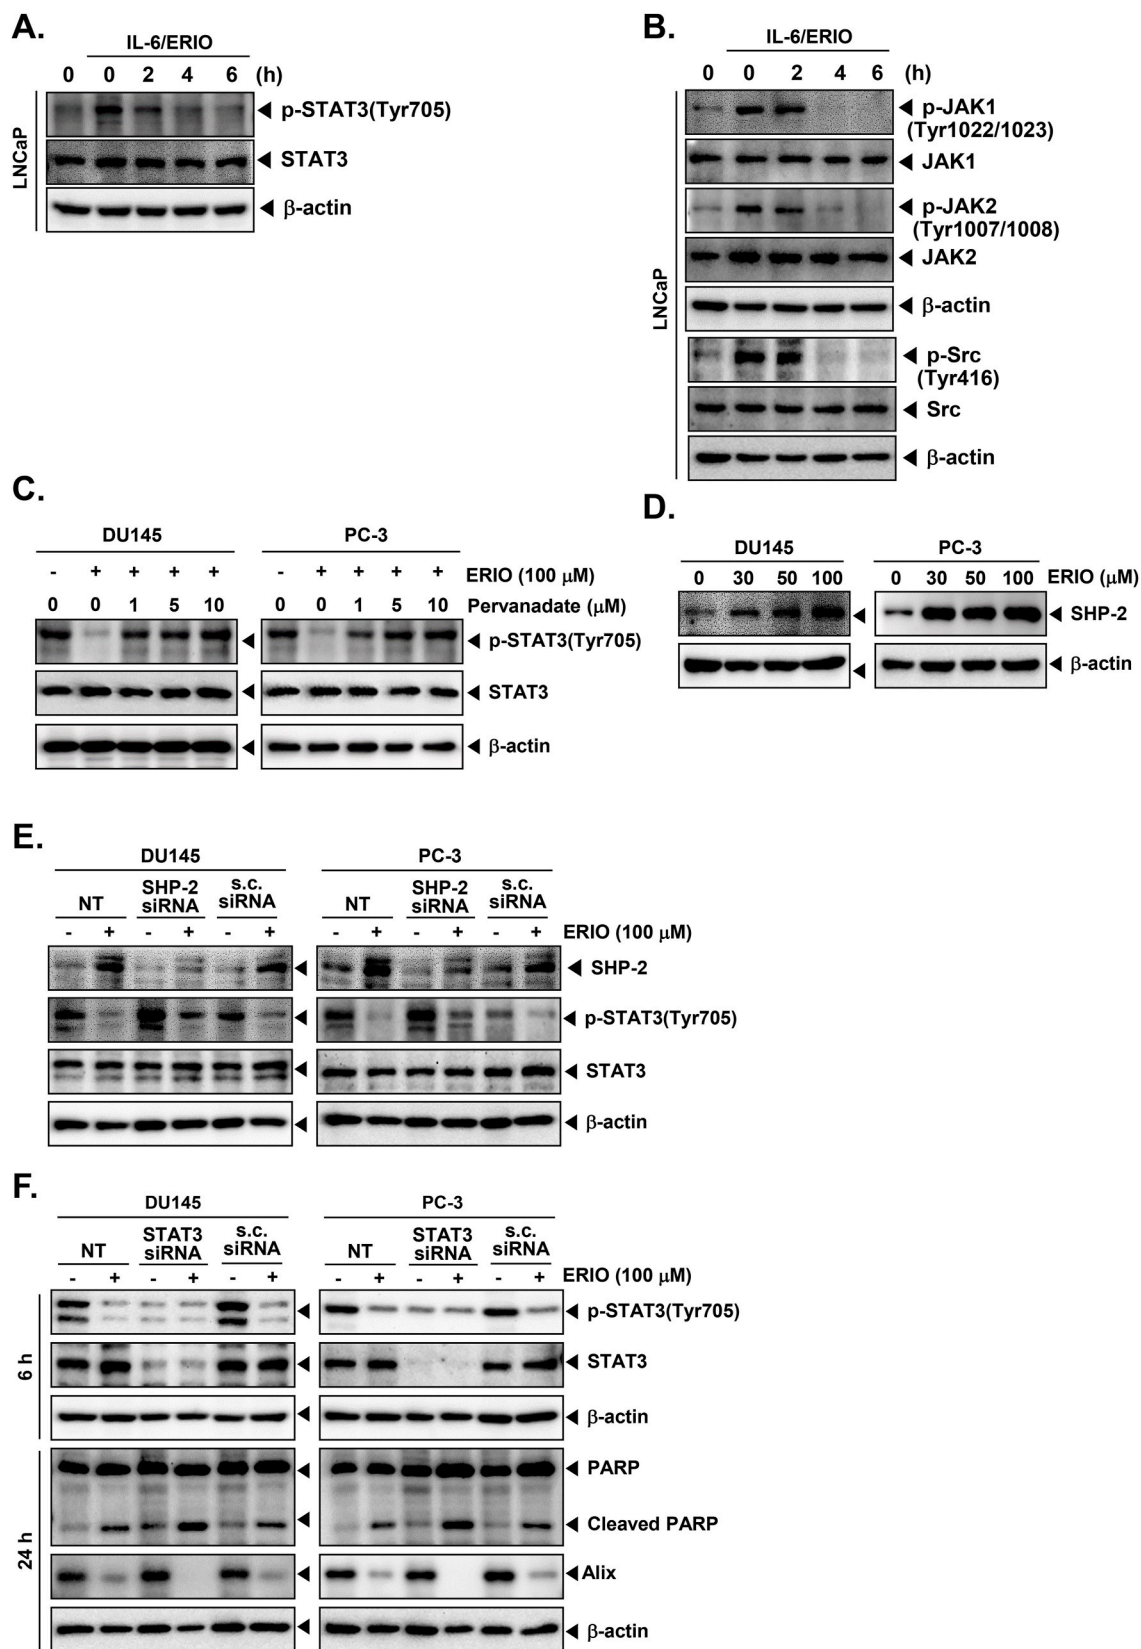 A.
IL-6/ERIO
0 0 2 4 6 (h)
LNCaP
p-STAT3(Tyr705)
STAT3
β-actin
B.
IL-6/ERIO
0 0 2 4 6 (h)
LNCaP
p-JAK1
(Tyr1022/1023)
JAK1
p-JAK2
(Tyr1007/1008)
JAK2
β-actin
p-Src
(Tyr416)
Src
β-actin
C.
DU145 PC-3
- + + + + - + + + + ERIO (100 μM)
0 0 1 5 10 0 0 1 5 10 Pervanadate (μM)
p-STAT3(Tyr705)
STAT3
β-actin
D.
DU145 PC-3
0 30 50 100 0 30 50 100 ERIO (μM)
SHP-2
β-actin
E.
DU145 PC-3
NT SHP-2 siRNA s.c. siRNA NT SHP-2 siRNA s.c. siRNA
- + - + - + - + - + - + ERIO (100 μM)
SHP-2
p-STAT3(Tyr705)
STAT3
β-actin
F.
DU145 PC-3
NT STAT3 siRNA s.c. siRNA NT STAT3 siRNA s.c. siRNA
- + - + - + - + - + - + ERIO (100 μM)
6 h
p-STAT3(Tyr705)
STAT3
β-actin
24 h
PARP
Cleaved PARP
Alix
β-actin